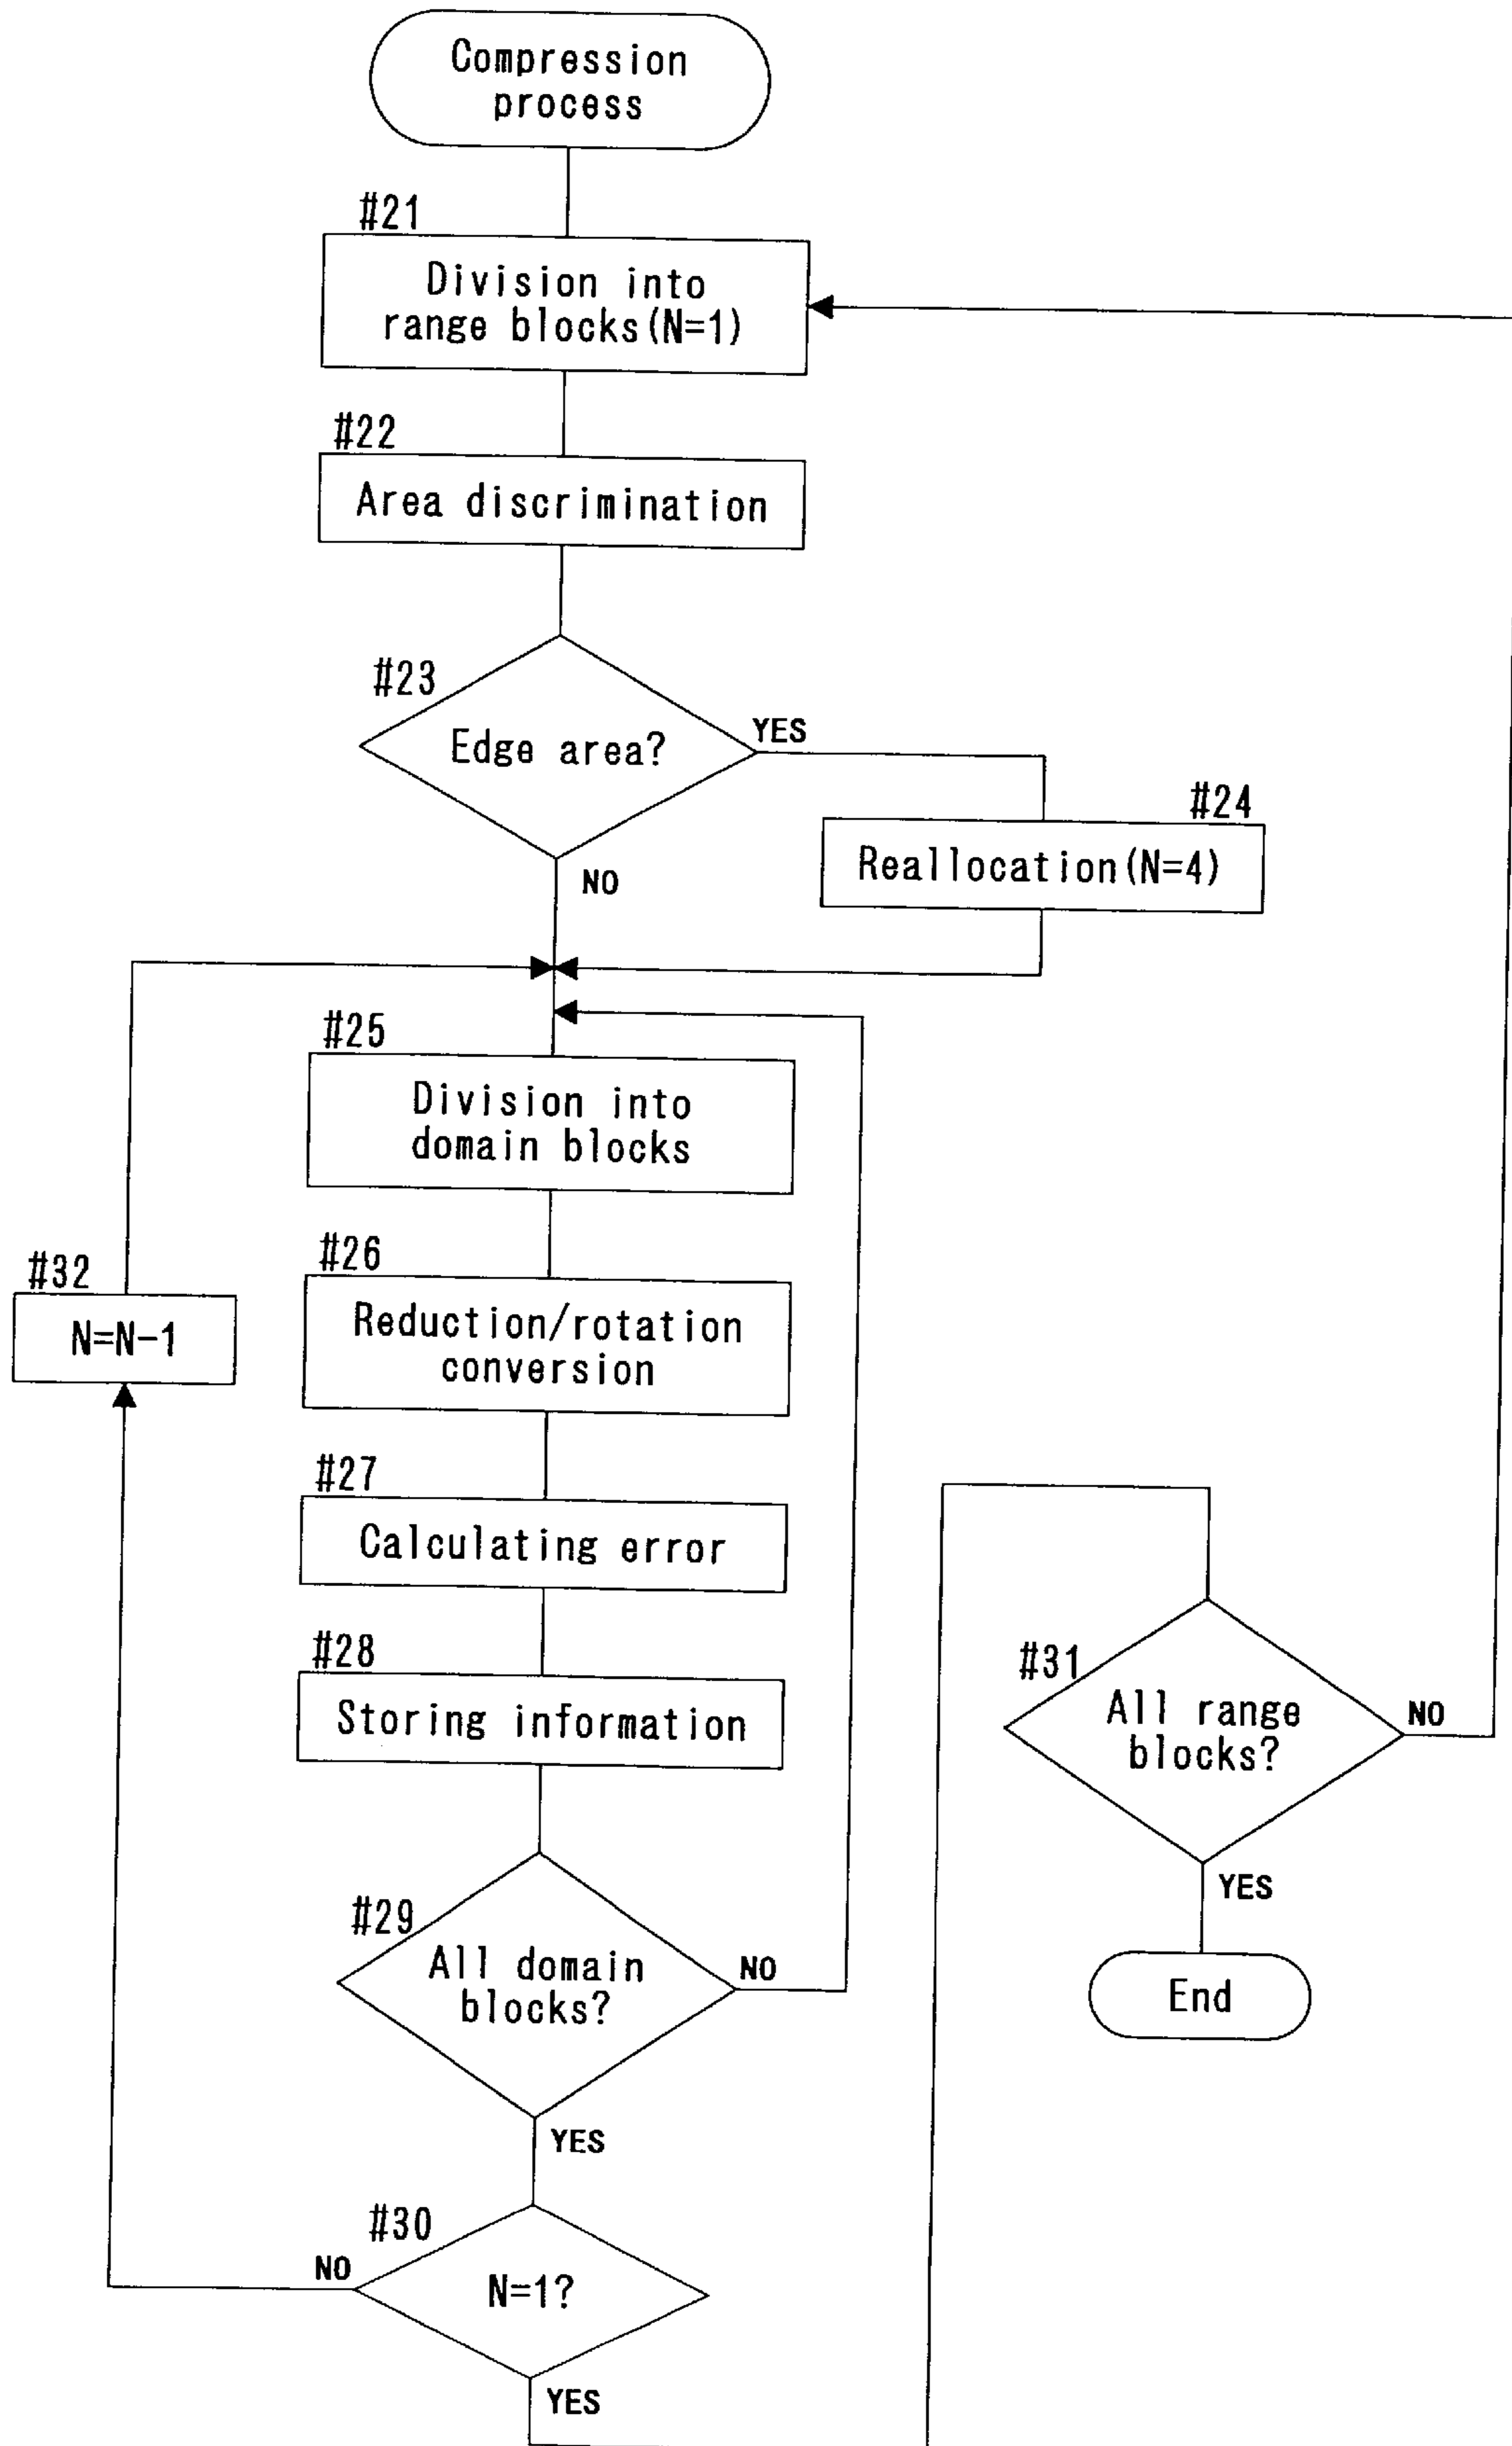 Compression
process
#21
Division into
range blocks(N=1)
#22
Area discrimination
#23
Edge area?
YES
NO
#24
Reallocation(N=4)
#25
Division into
domain blocks
#26
Reduction/rotation
conversion
#32
N=N-1
#27
Calculating error
#28
Storing information
#29
All domain
blocks?
NO
YES
#30
N=1?
NO
YES
#31
All range
blocks?
NO
YES
End